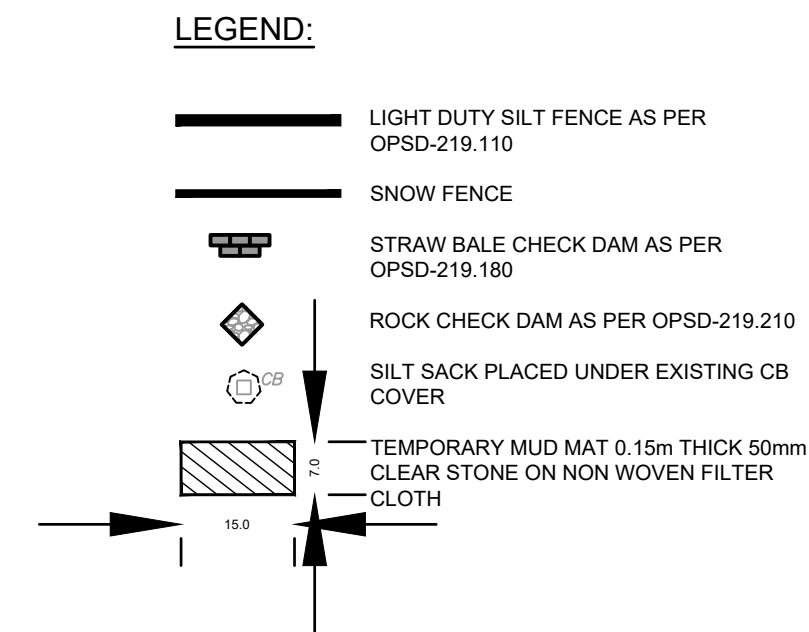 LEGEND:
LIGHT DUTY SILT FENCE AS PER
OPSD-219.110
SNOW FENCE
STRAW BALE CHECK DAM AS PER
OPSD-219.180
ROCK CHECK DAM AS PER OPSD-219.210
CB
SILT SACK PLACED UNDER EXISTING CB
COVER
TEMPORARY MUD MAT 0.15m THICK 50mm
CLEAR STONE ON NON WOVEN FILTER
CLOTH
7.0
15.0